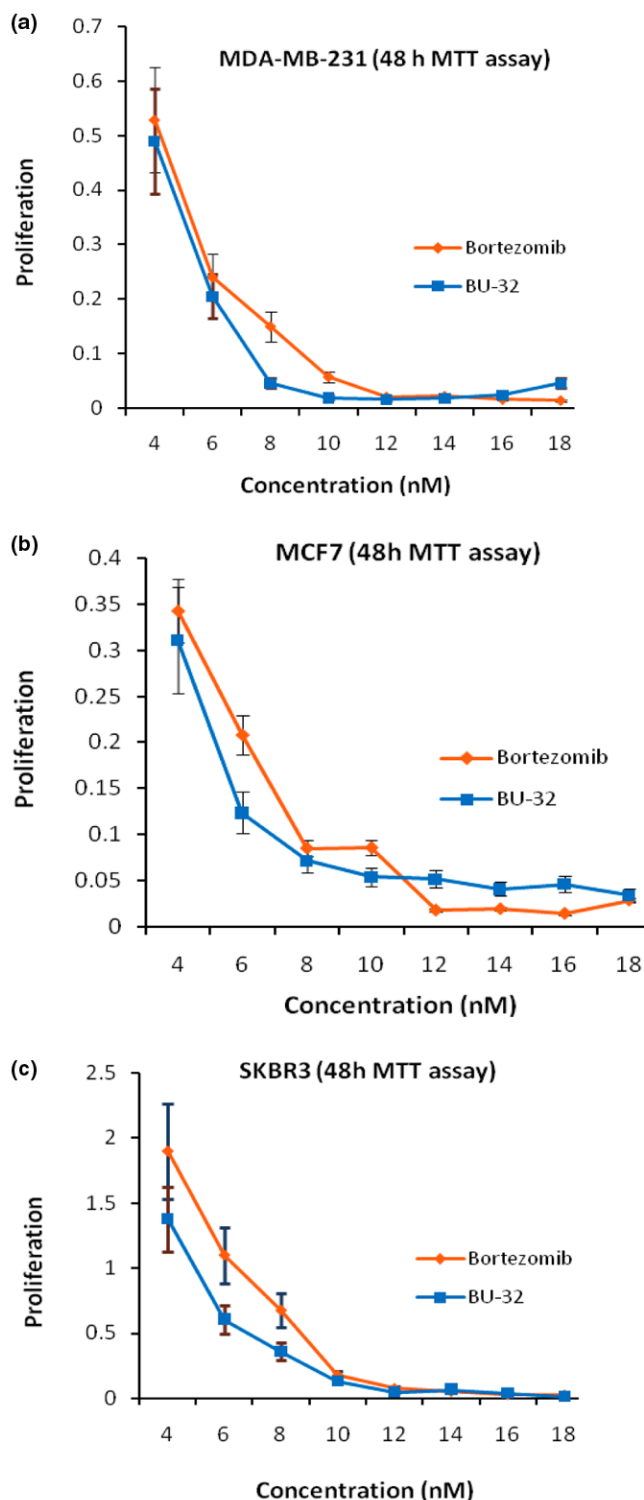 (a)
MDA-MB-231 (48 h MTT assay)
0.7
0.6
0.5
0.4
0.3
0.2
0.1
0
Proliferation
Bortezomib
BU-32
4 6 8 10 12 14 16 18
Concentration (nM)
(b)
MCF7 (48h MTT assay)
0.4
0.35
0.3
0.25
0.2
0.15
0.1
0.05
0
Proliferation
Bortezomib
BU-32
4 6 8 10 12 14 16 18
Concentration (nM)
(c)
SKBR3 (48h MTT assay)
2.5
2
1.5
1
0.5
0
Proliferation
Bortezomib
BU-32
4 6 8 10 12 14 16 18
Concentration (nM)